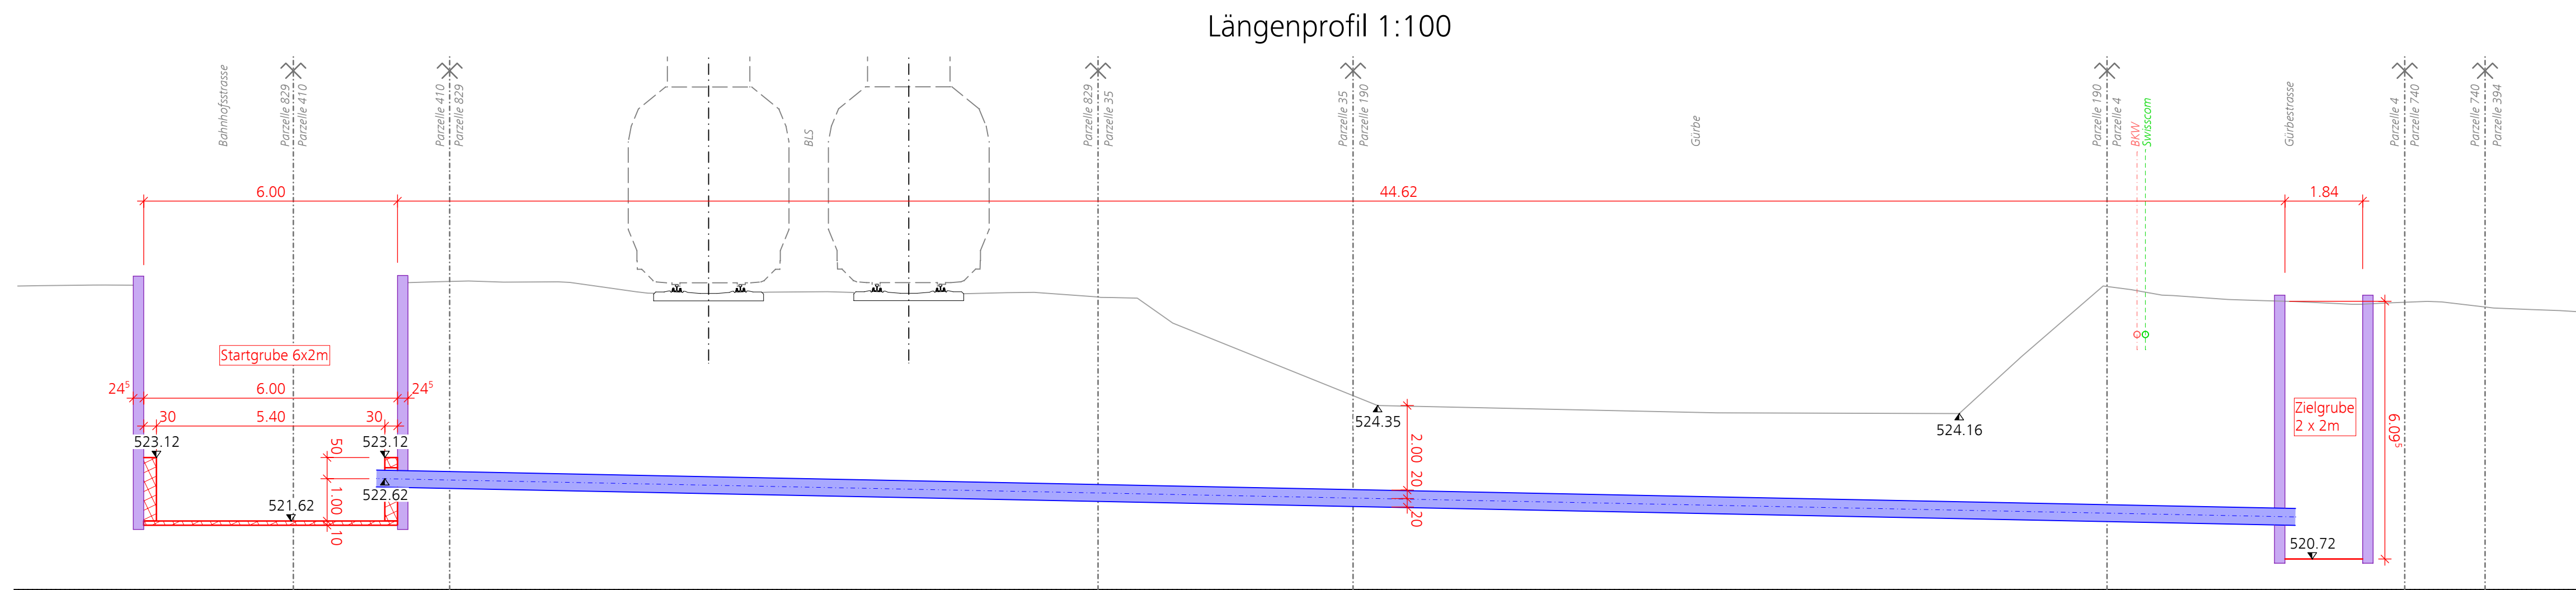 Längenprofil 1:100
Bahnhofsstrasse
Parzelle 829
Parzelle 410
Parzelle 410
Parzelle 829
BLS
Parzelle 829
Parzelle 35
Parzelle 35
Parzelle 190
Gürbe
Parzelle 190
Parzelle 4
BKW
Swisscom
Gürbestrasse
Parzelle 4
Parzelle 740
Parzelle 740
Parzelle 394
6.00
44.62
1.84
Startgrube 6x2m
24⁵
6.00
24⁵
30
5.40
30
523.12
523.12
50
1.00
10
522.62
521.62
524.35
2.00
20
20
524.16
Zielgrube
2 x 2m
6.09⁵
520.72